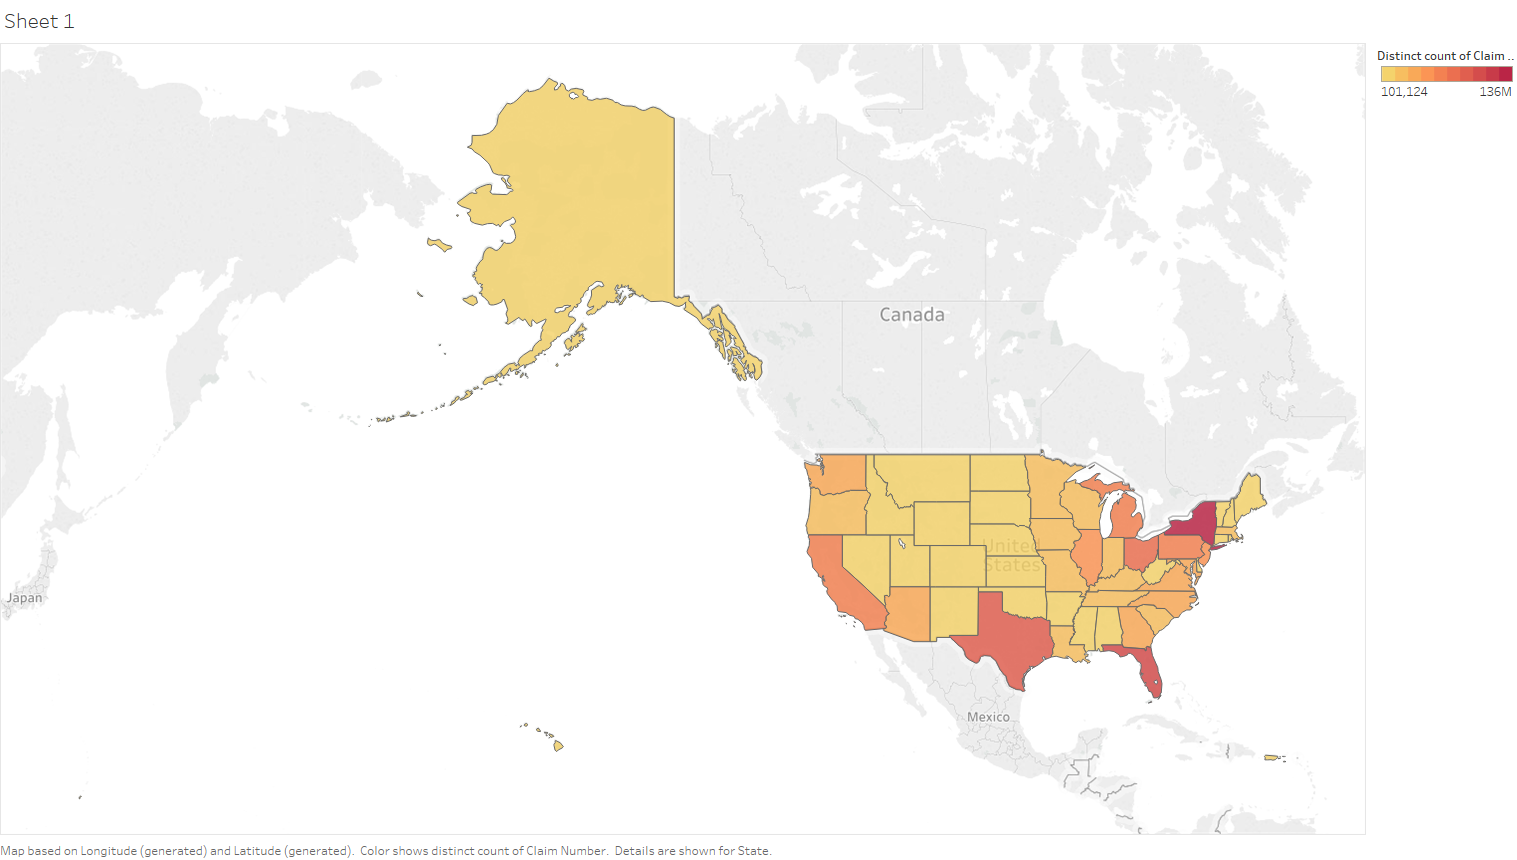 Sheet 1
Distinct count of Claim ..
101,124 136M
Canada
United
States
Japan
Mexico
Map based on Longitude (generated) and Latitude (generated). Color shows distinct count of Claim Number. Details are shown for State.